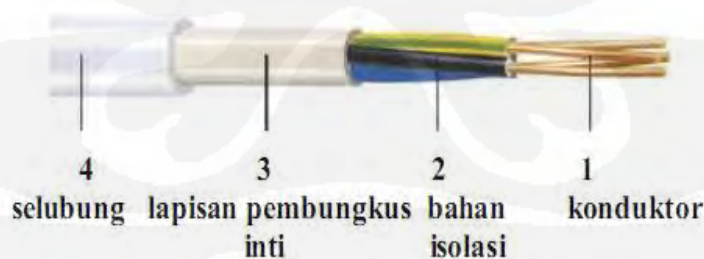 4 3 2 1
selubung lapisan pembungkus bahan konduktor
inti isolasi